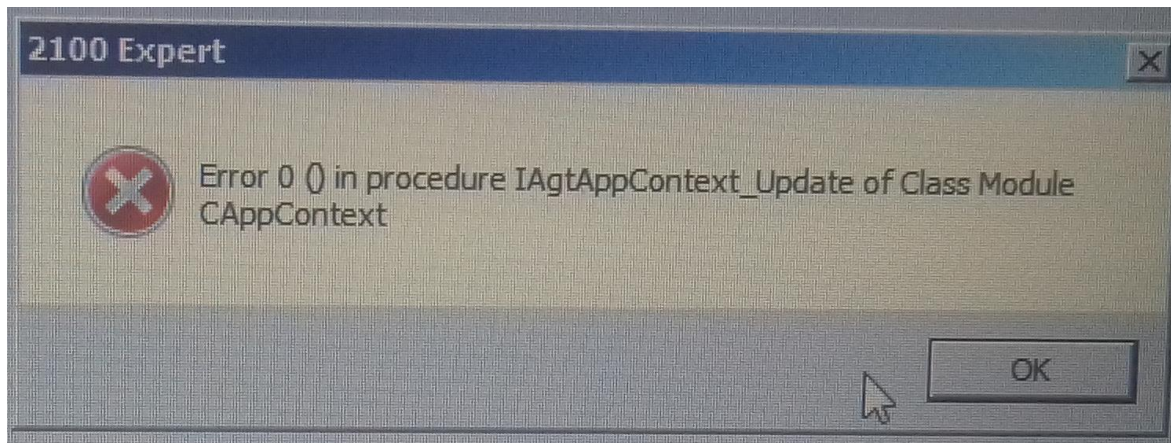 2100 Expert
Error 0 () in procedure IAgtAppContext_Update of Class Module
CAppContext
OK